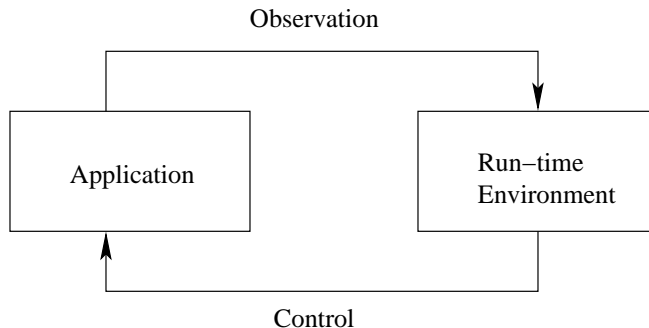 Observation
Application
Run−time
Environment
Control